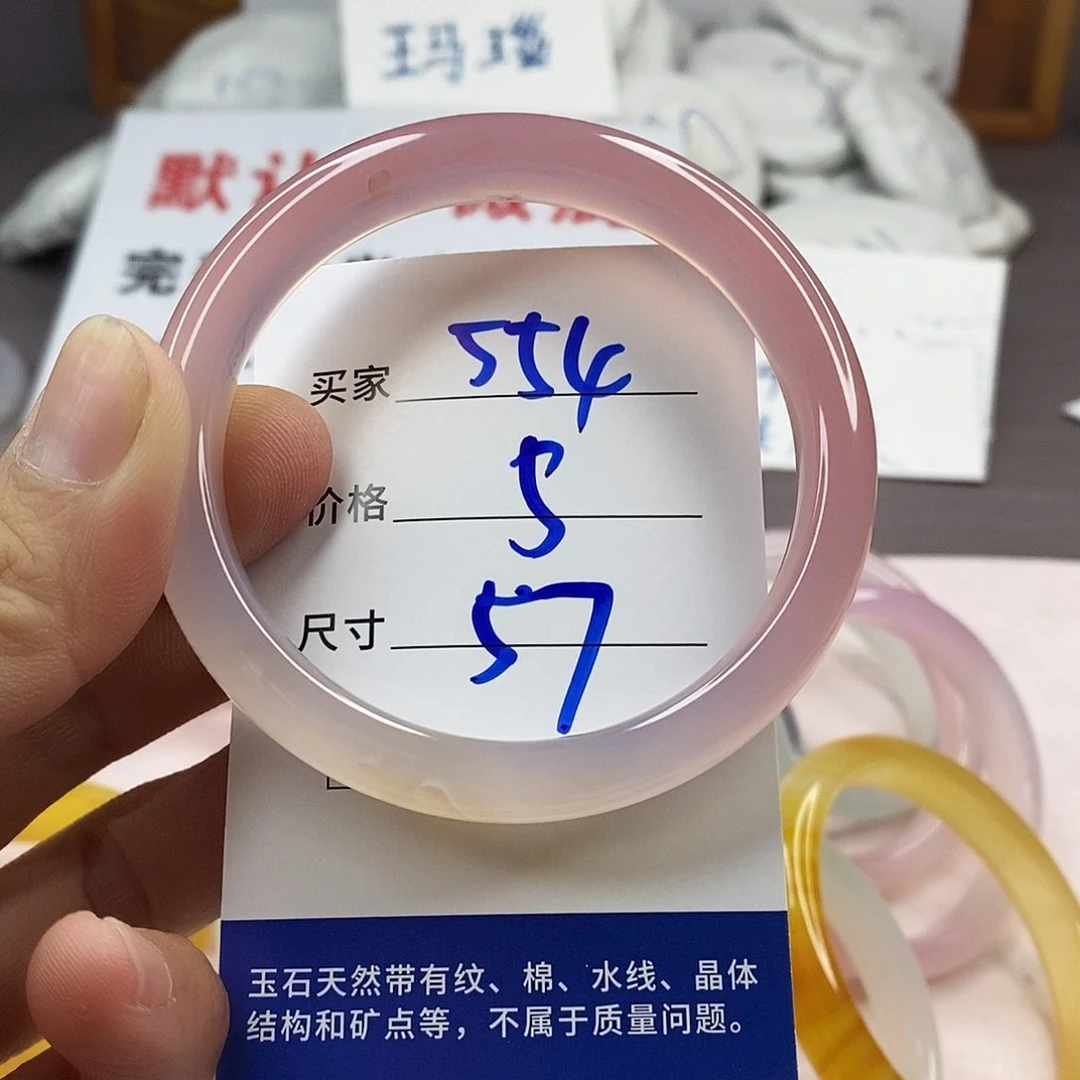 玉玛瑙
默认
完
买家 554
价格 5
尺寸 57
玉石天然带有纹、棉、水线、晶体
结构和矿点等，不属于质量问题。